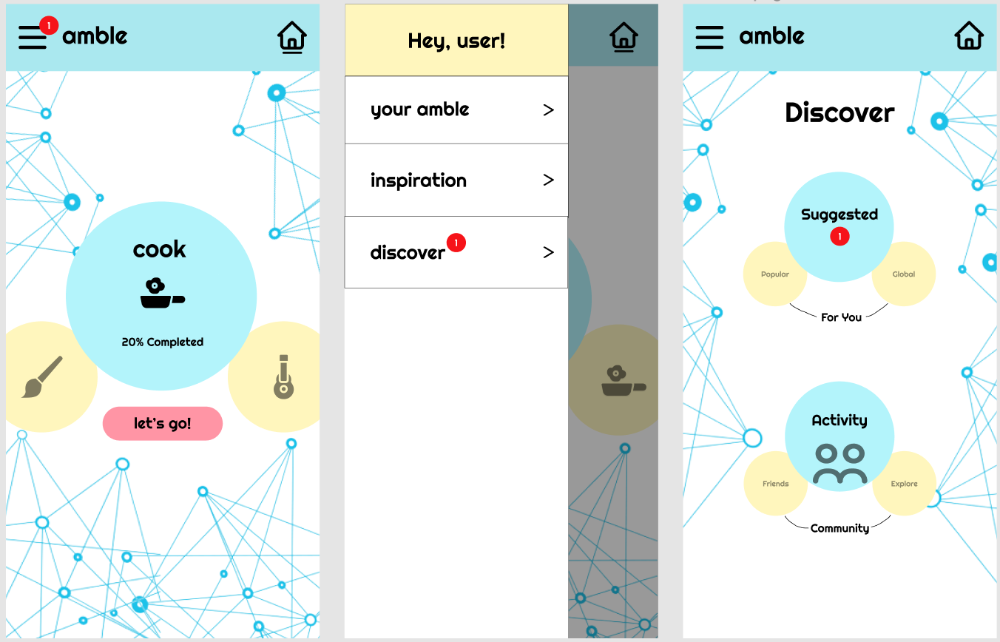 1
amble
cook
20% Completed
let's go!
Hey, user!
your amble >
inspiration >
discover 1 >
amble
Discover
Suggested
1
Popular
Global
For You
Activity
Friends
Explore
Community